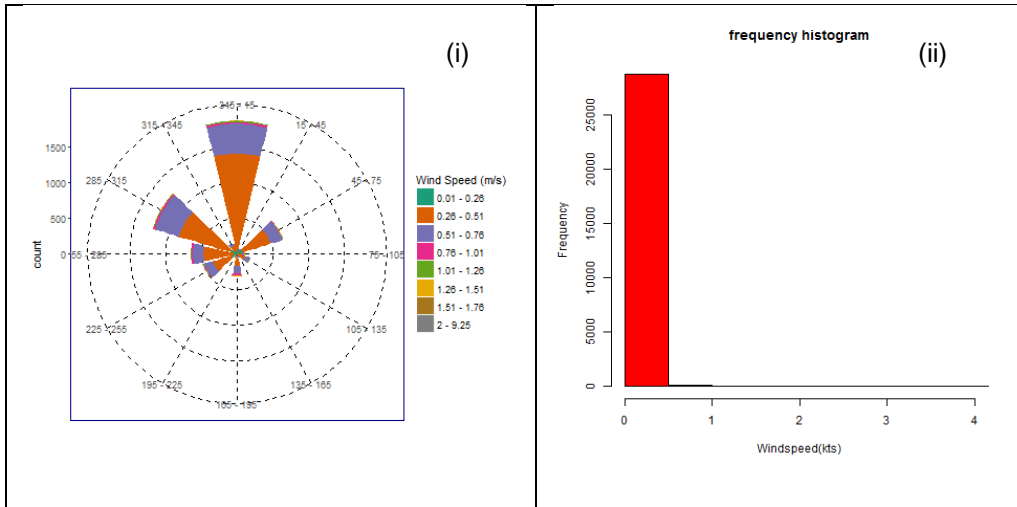 (i)
345 - 15
315 - 345
15 - 45
285 - 315
45 - 75
55 - 285
75 - 105
225 - 255
105 - 135
195 - 225
135 - 165
165 - 195
1500
1000
500
0
count
Wind Speed (m/s)
0.01 - 0.26
0.26 - 0.51
0.51 - 0.76
0.76 - 1.01
1.01 - 1.26
1.26 - 1.51
1.51 - 1.76
2 - 9.25
frequency histogram
(ii)
Frequency
25000
20000
15000
10000
5000
0
0 1 2 3 4
Windspeed(kts)